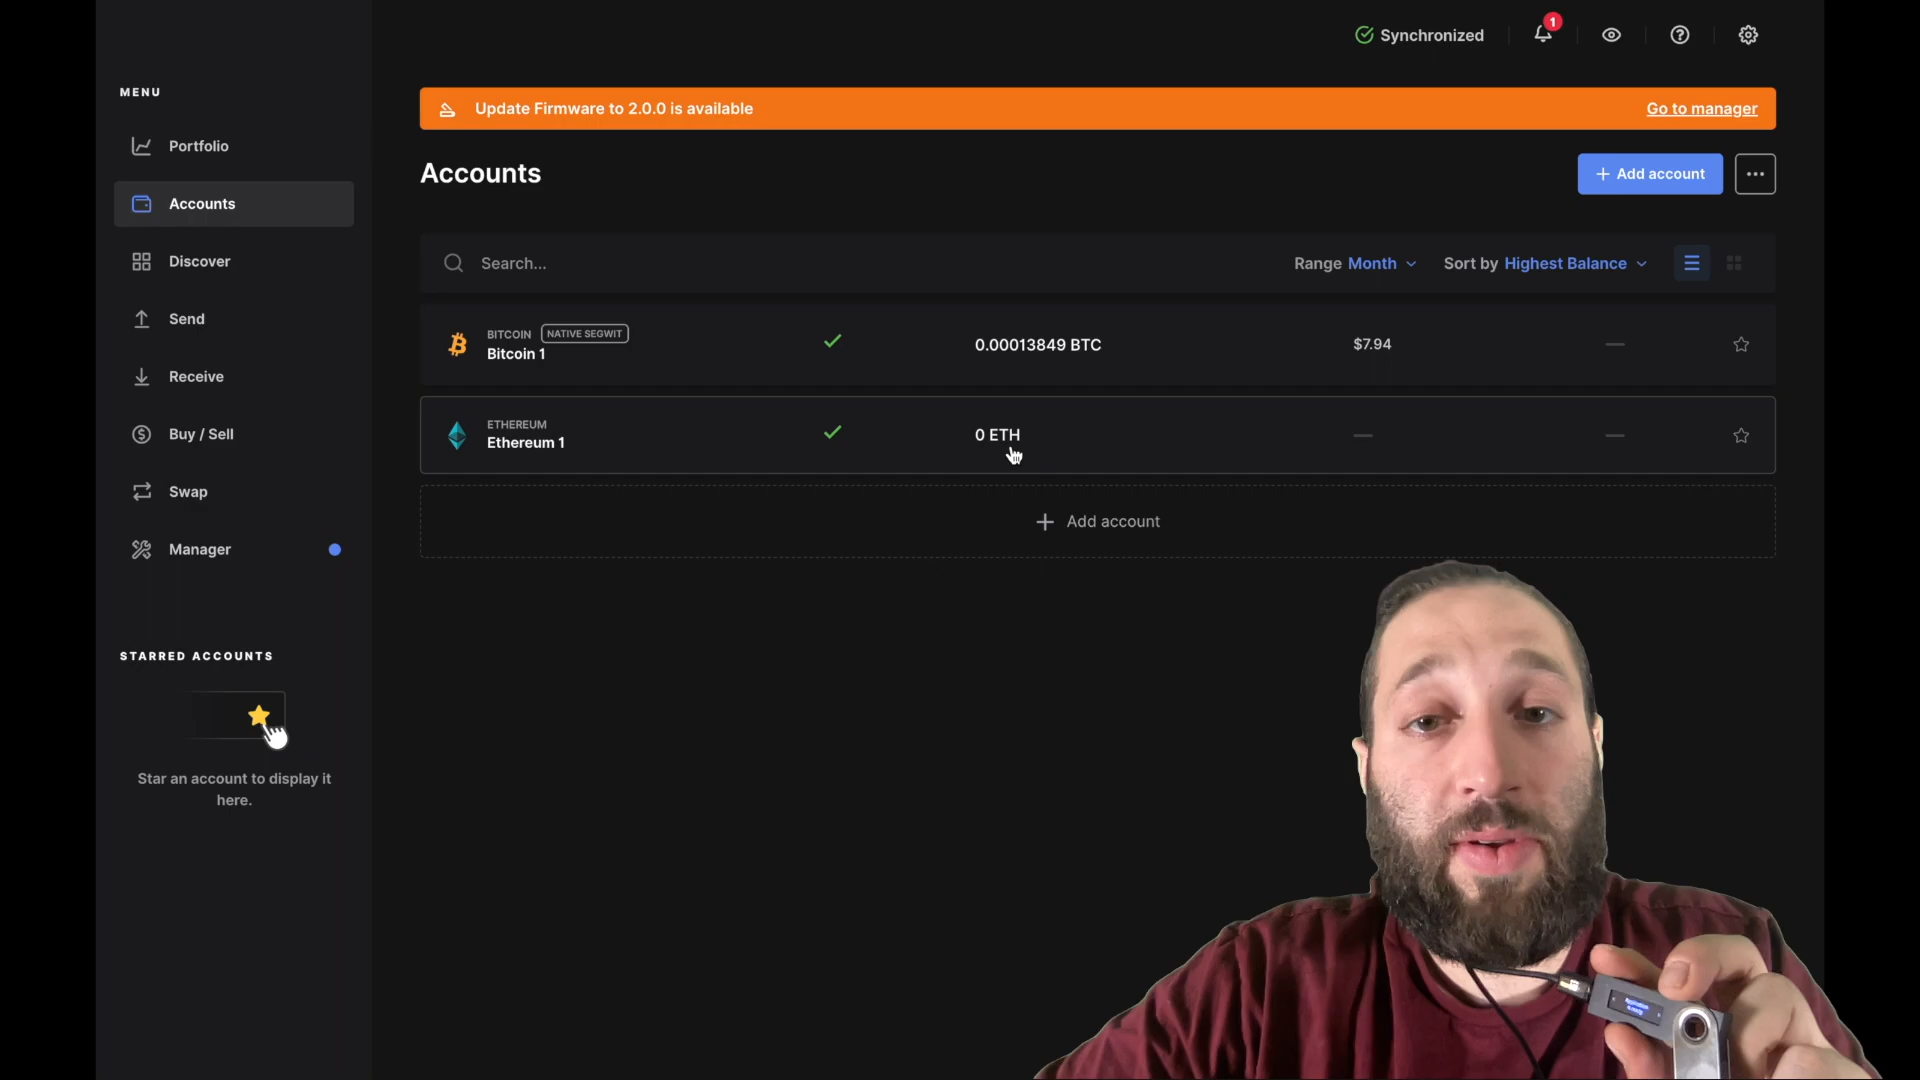 Synchronized
1
MENU
Update Firmware to 2.0.0 is available
Go to manager
Portfolio
Accounts
+ Add account
...
Accounts
Discover
Search...
Range Month
Sort by Highest Balance
Send
BITCOIN NATIVE SEGWIT
Bitcoin 1
0.00013849 BTC
$7.94
—
Receive
ETHEREUM
Ethereum 1
0 ETH
—
—
Buy / Sell
Swap
+ Add account
Manager
STARRED ACCOUNTS
Star an account to display it
here.